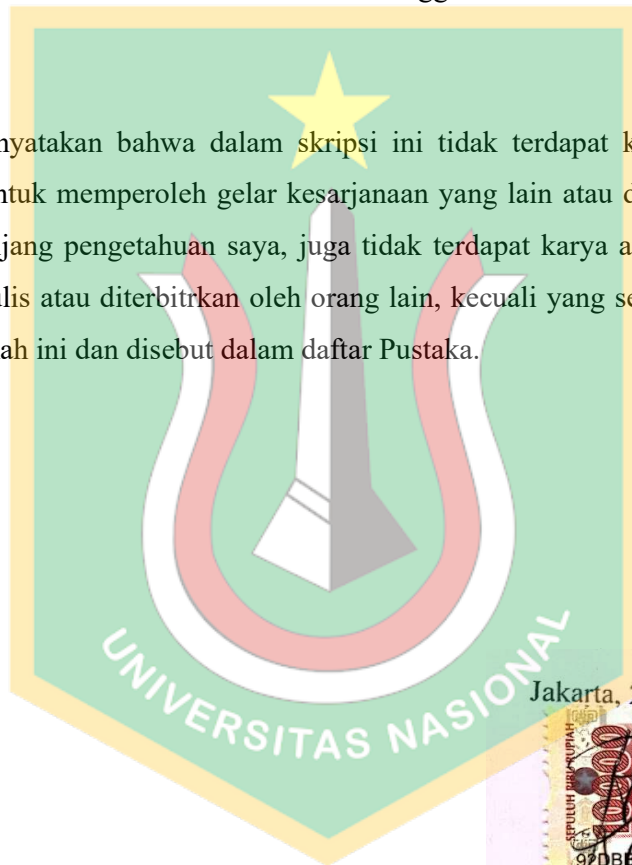 nyatakan bahwa dalam skripsi ini tidak terdapat k
ntuk memperoleh gelar kesarjanaan yang lain atau d
jang pengetahuan saya, juga tidak terdapat karya a
lis atau diterbitrkan oleh orang lain, kecuali yang se
ah ini dan disebut dalam daftar Pustaka.
UNIVERSITAS NASIONAL
Jakarta, 2
SEPULUH RIBU RUPIAH
10000